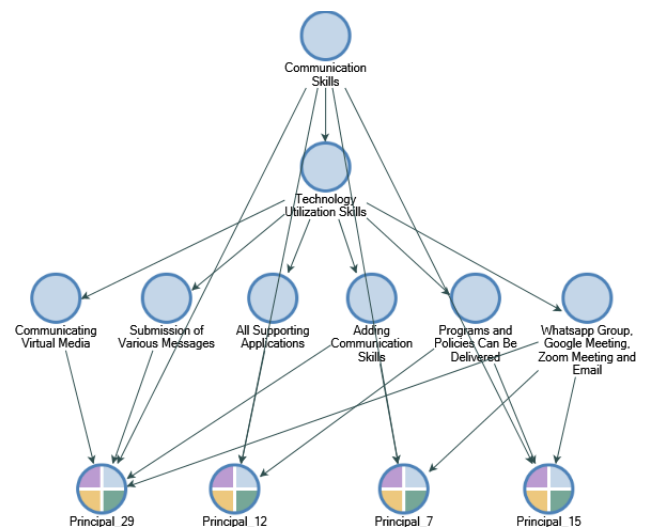 Communication
Skills
Technology
Utilization Skills
Communicating
Virtual Media
Submission of
Various Messages
All Supporting
Applications
Adding
Communication
Skills
Programs and
Policies Can Be
Delivered
Whatsapp Group,
Google Meeting,
Zoom Meeting and
Email
Principal_29
Principal_12
Principal_7
Principal_15